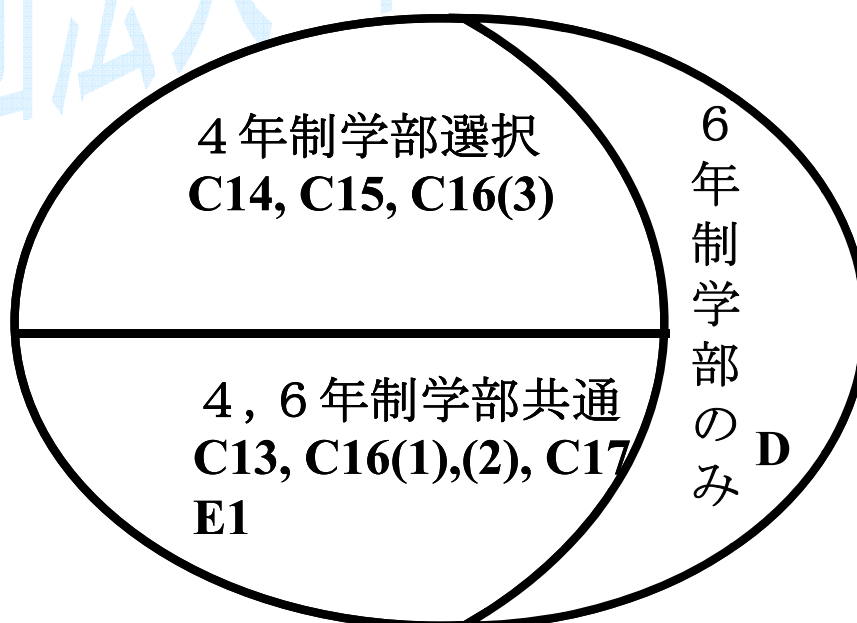 ４年制学部選択
C14, C15, C16(3)
４, ６年制学部共通
C13, C16(1),(2), C17
E1
６年制学部のみ
D